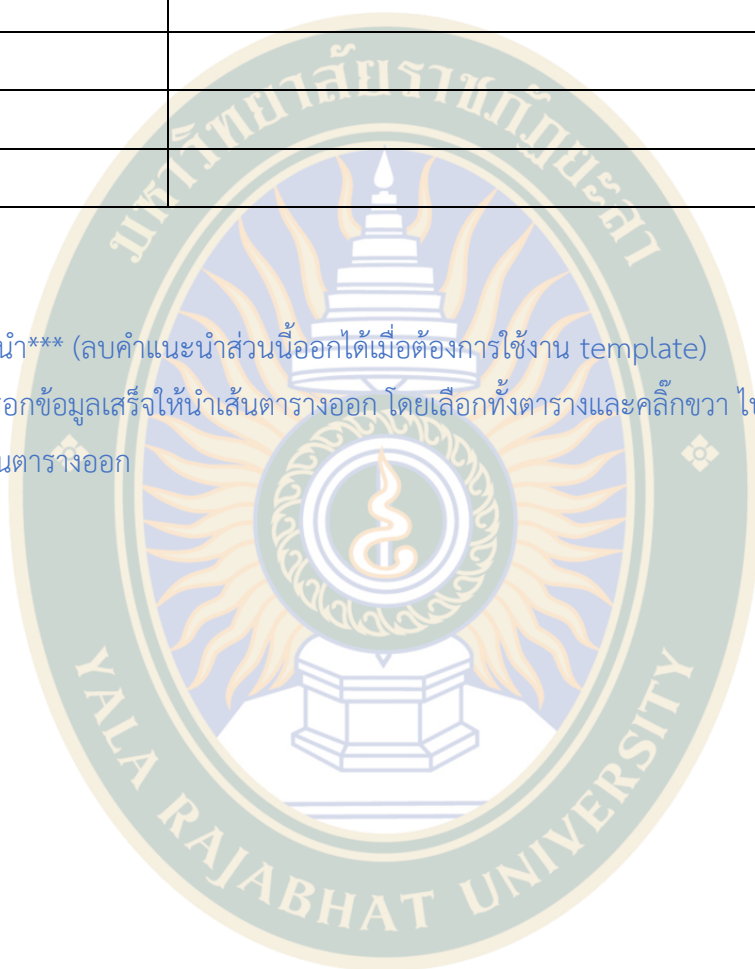 มหาวิทยาลัยราชภัฏยะลา
นำ*** (ลบคำแนะนำส่วนนี้ออกได้เมื่อต้องการใช้งาน template)
รอกข้อมูลเสร็จให้นำเส้นตารางออก โดยเลือกทั้งตารางและคลิ๊กขวา ไป
นตารางออก
YALA RAJABHAT UNIVERSITY